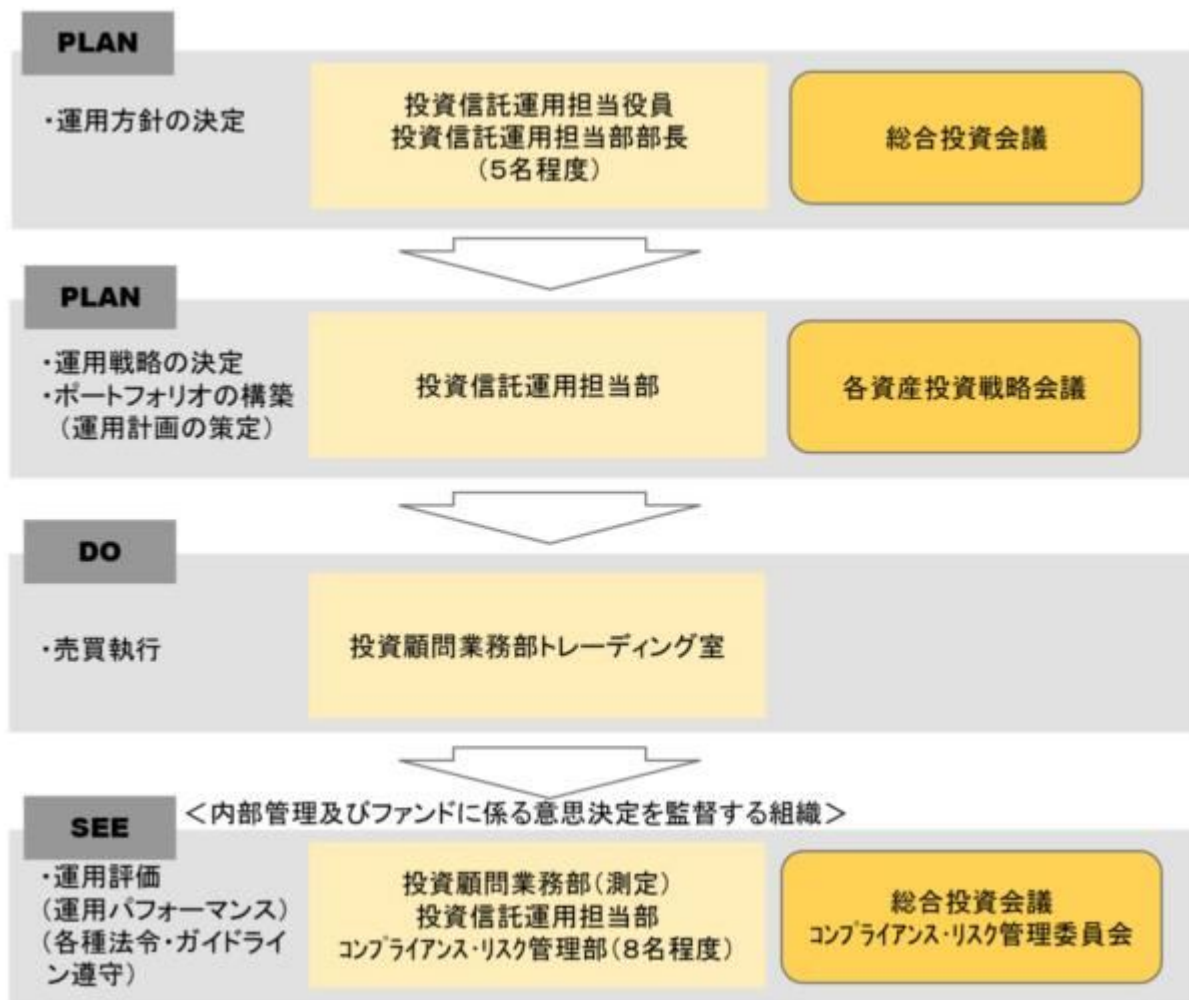 PLAN
・運用方針の決定
投資信託運用担当役員
投資信託運用担当部部長
(5名程度)
総合投資会議
PLAN
・運用戦略の決定
・ポートフォリオの構築
(運用計画の策定)
投資信託運用担当部
各資産投資戦略会議
DO
・売買執行
投資顧問業務部トレーディング室
SEE
<内部管理及びファンドに係る意思決定を監督する組織>
・運用評価
(運用パフォーマンス)
(各種法令・ガイドライ
ン遵守)
投資顧問業務部(測定)
投資信託運用担当部
コンプライアンス・リスク管理部(8名程度)
総合投資会議
コンプライアンス・リスク管理委員会